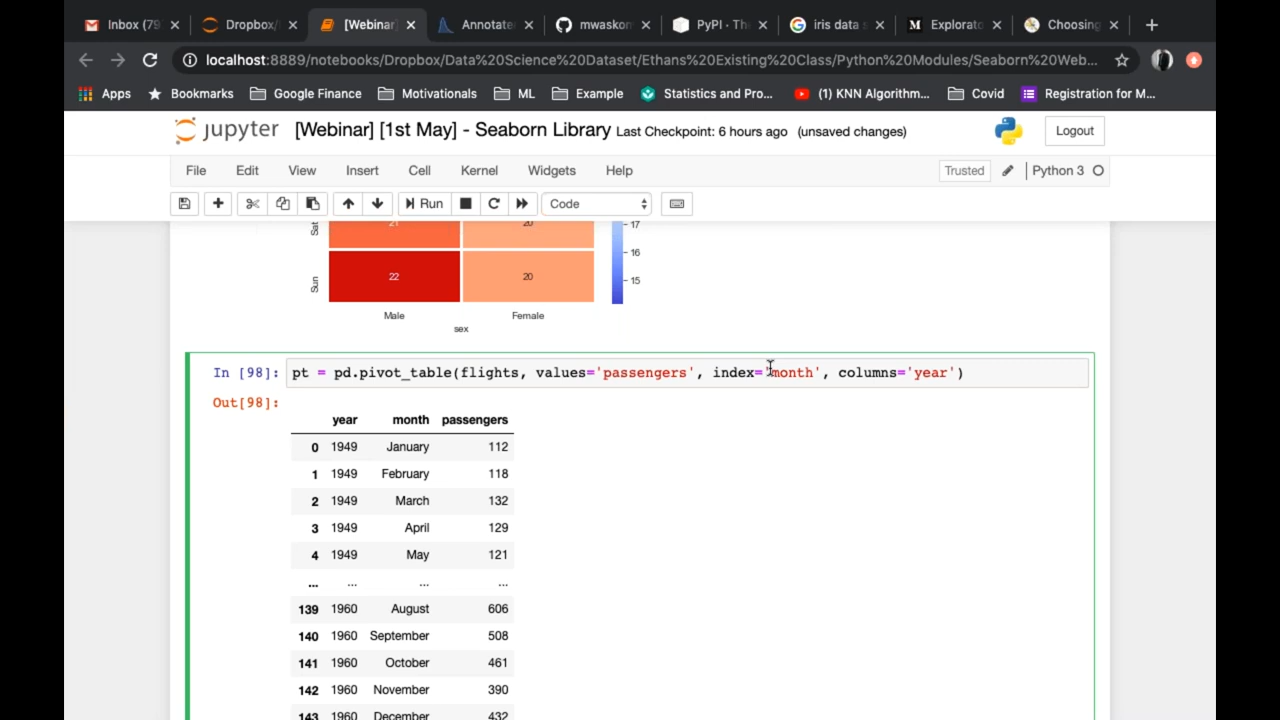 Inbox (79 Dropbox/ [Webinar Annotate mwaskom PyPI · Th iris data s Explorato Choosing
localhost:8889/notebooks/Dropbox/Data%20Science%20Dataset/Ethans%20Existing%20Class/Python%20Modules/Seaborn%20Web...
Apps Bookmarks Google Finance Motivationals ML Example Statistics and Pro... (1) KNN Algorithm... Covid Registration for M...
jupyter [Webinar] [1st May] - Seaborn Library Last Checkpoint: 6 hours ago (unsaved changes) Logout
File Edit View Insert Cell Kernel Widgets Help Trusted Python 3
Run Code
Sat 21 20 17
16
Sun 22 20 15
Male Female
sex
In [98]: pt = pd.pivot_table(flights, values='passengers', index='month', columns='year')
Out[98]:
year month passengers
0 1949 January 112
1 1949 February 118
2 1949 March 132
3 1949 April 129
4 1949 May 121
... ... ... ...
139 1960 August 606
140 1960 September 508
141 1960 October 461
142 1960 November 390
143 1960 December 432